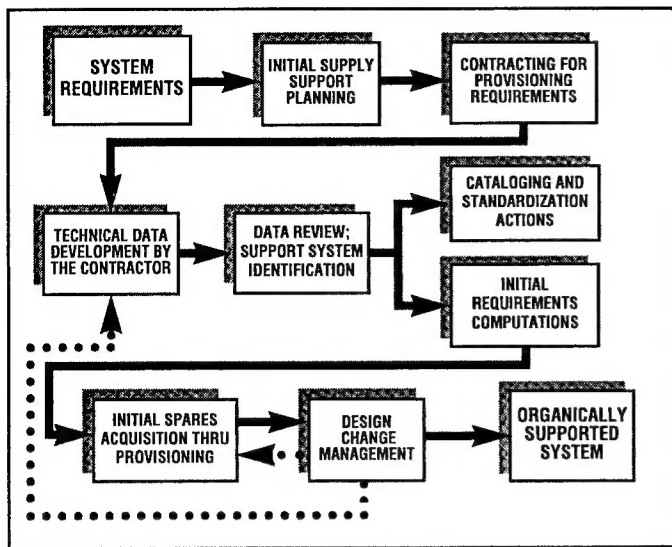 SYSTEM
REQUIREMENTS
INITIAL SUPPLY
SUPPORT
PLANNING
CONTRACTING FOR
PROVISIONING
REQUIREMENTS
TECHNICAL DATA
DEVELOPMENT BY
THE CONTRACTOR
DATA REVIEW;
SUPPORT SYSTEM
IDENTIFICATION
CATALOGING AND
STANDARDIZATION
ACTIONS
INITIAL
REQUIREMENTS
COMPUTATIONS
INITIAL SPARES
ACQUISITION THRU
PROVISIONING
DESIGN
CHANGE
MANAGEMENT
ORGANICALLY
SUPPORTED
SYSTEM